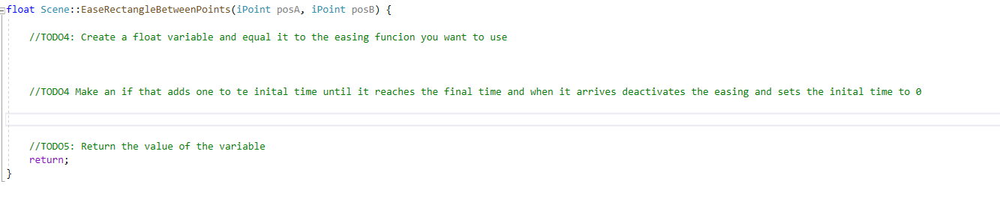 float Scene::EaseRectangleBetweenPoints(iPoint posA, iPoint posB) {
//TODO4: Create a float variable and equal it to the easing funcion you want to use
//TODO4 Make an if that adds one to te inital time until it reaches the final time and when it arrives deactivates the easing and sets the inital time to 0
//TODO5: Return the value of the variable
return;
}